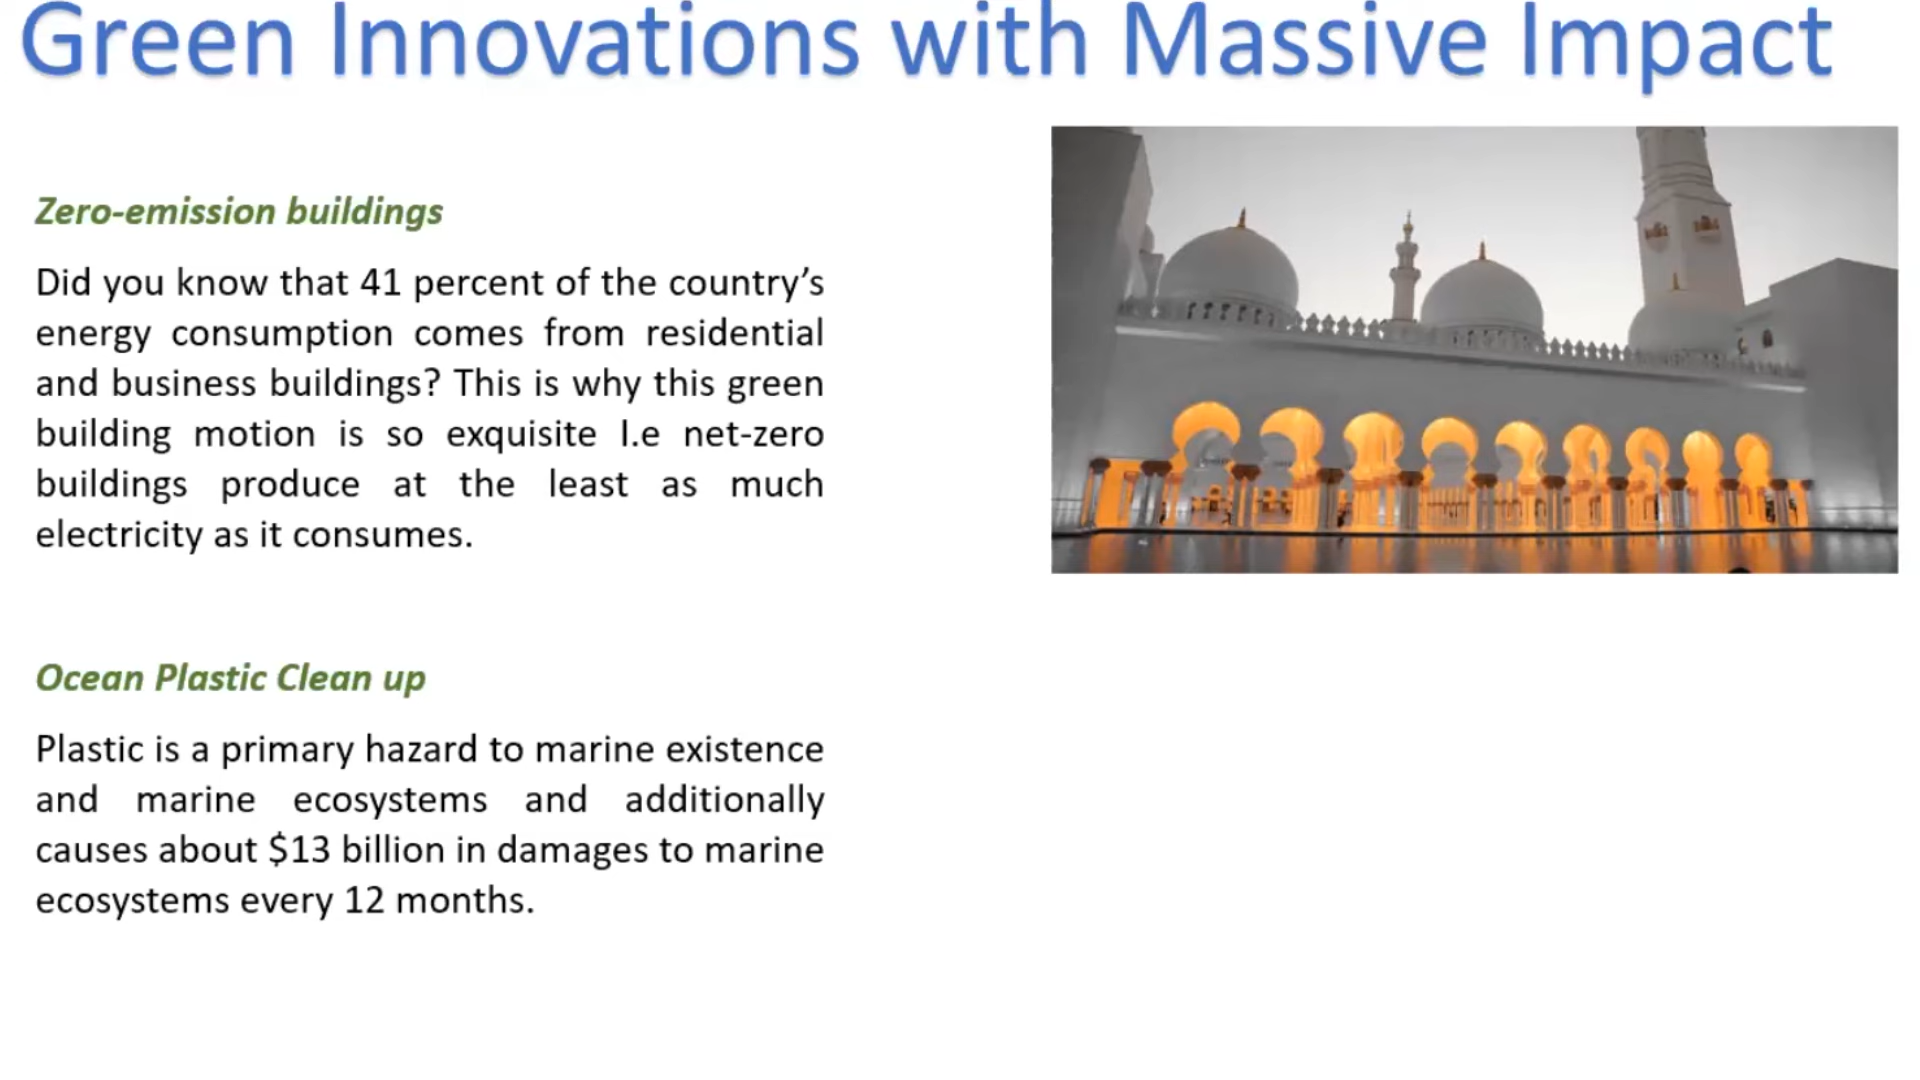 Green Innovations with Massive Impact
Zero-emission buildings
Did you know that 41 percent of the country’s
energy consumption comes from residential
and business buildings? This is why this green
building motion is so exquisite I.e net-zero
buildings produce at the least as much
electricity as it consumes.
Ocean Plastic Clean up
Plastic is a primary hazard to marine existence
and marine ecosystems and additionally
causes about $13 billion in damages to marine
ecosystems every 12 months.